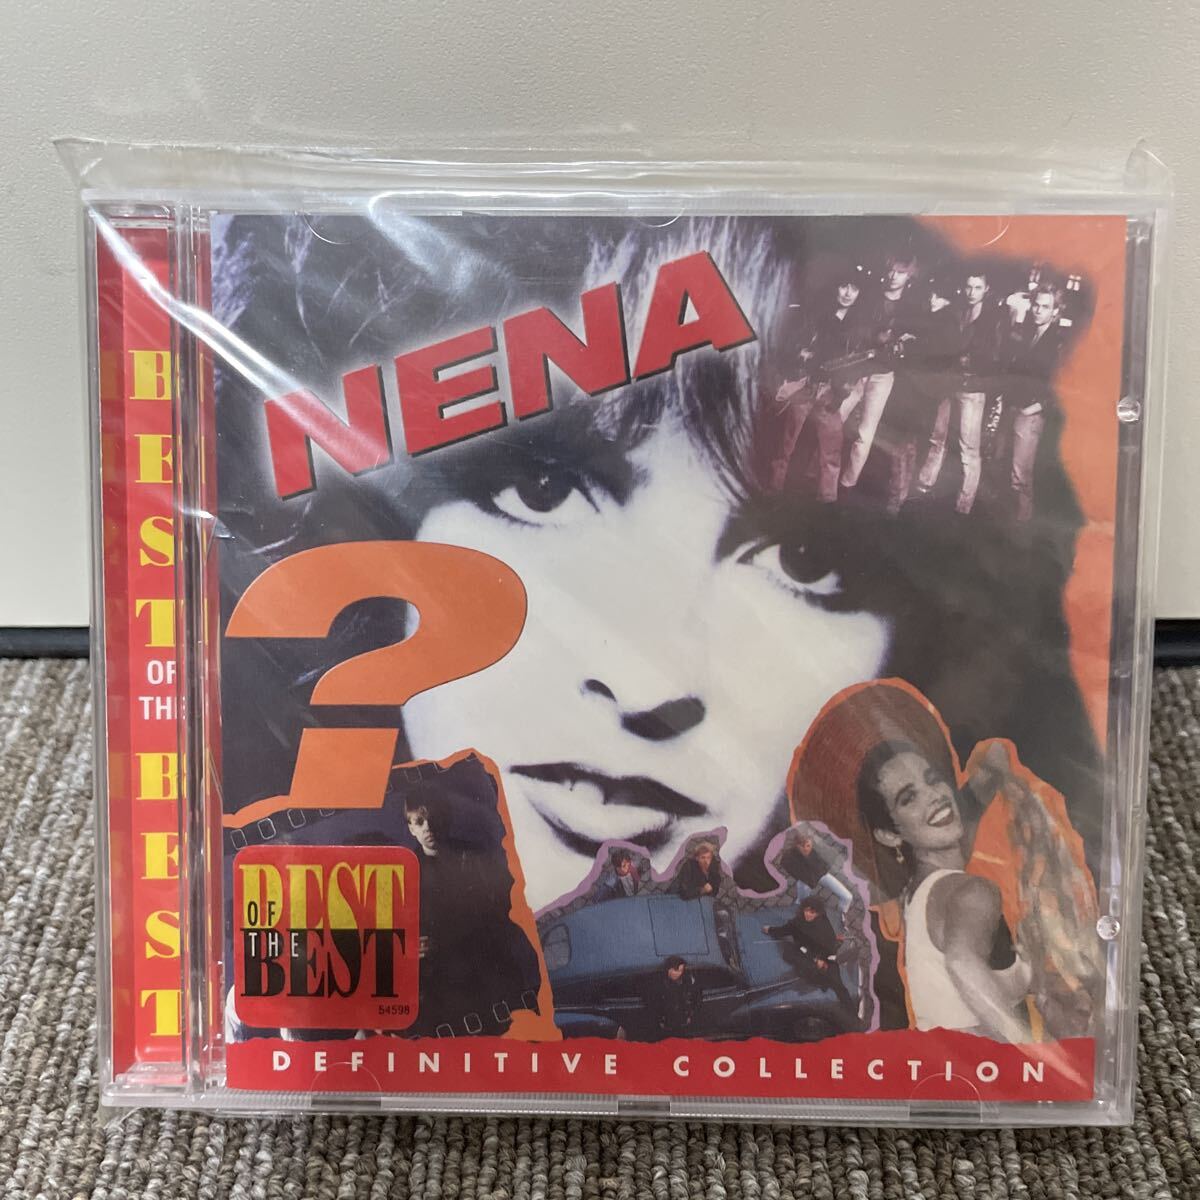 NENA
?
BEST
OF
THE
BEST
BEST
OF
THE
BEST
54598
DEFINITIVE COLLECTION